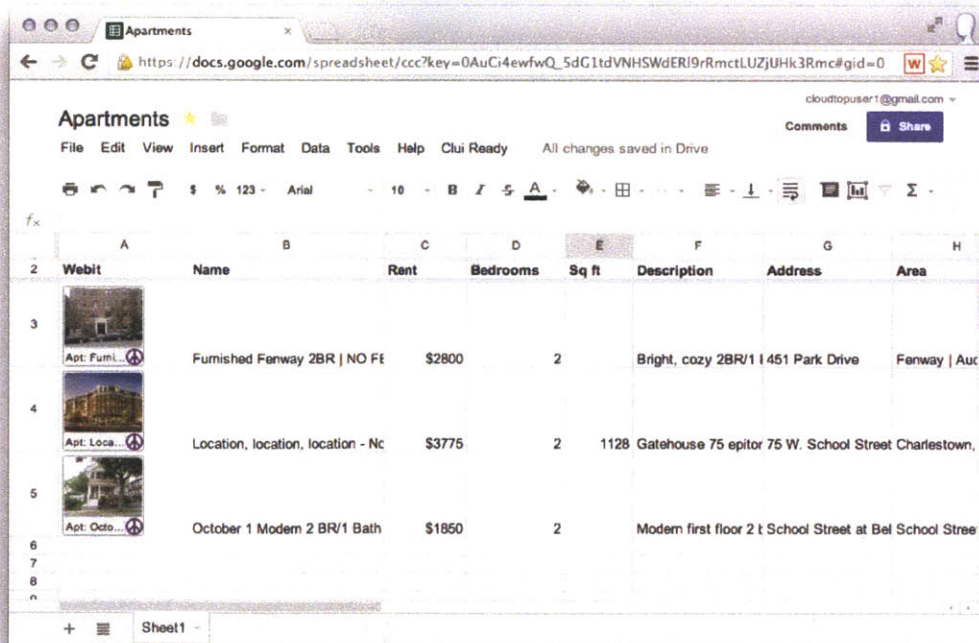 Apartments
https://docs.google.com/spreadsheet/ccc?key=0AuCi4ewfwQ_5dG1tdVNHSWdERl9rRmctLUZjUHk3Rmc#gid=0 W
cloudtopuser1@gmail.com
Apartments Comments Share
File Edit View Insert Format Data Tools Help Clui Ready All changes saved in Drive
$ % 123 Arial 10 B I S A Σ
fx
A B C D E F G H
2 Webit Name Rent Bedrooms Sq ft Description Address Area
3
Apt: Furni... Furnished Fenway 2BR | NO FE $2800 2 Bright, cozy 2BR/1 451 Park Drive Fenway | Auc
4
Apt: Loca... Location, location, location - Nc $3775 2 1128 Gatehouse 75 epitor 75 W. School Street Charlestown,
5
Apt: Octo... October 1 Modern 2 BR/1 Bath $1850 2 Modern first floor 2 School Street at Bel School Stree
6
7
8
Sheet1